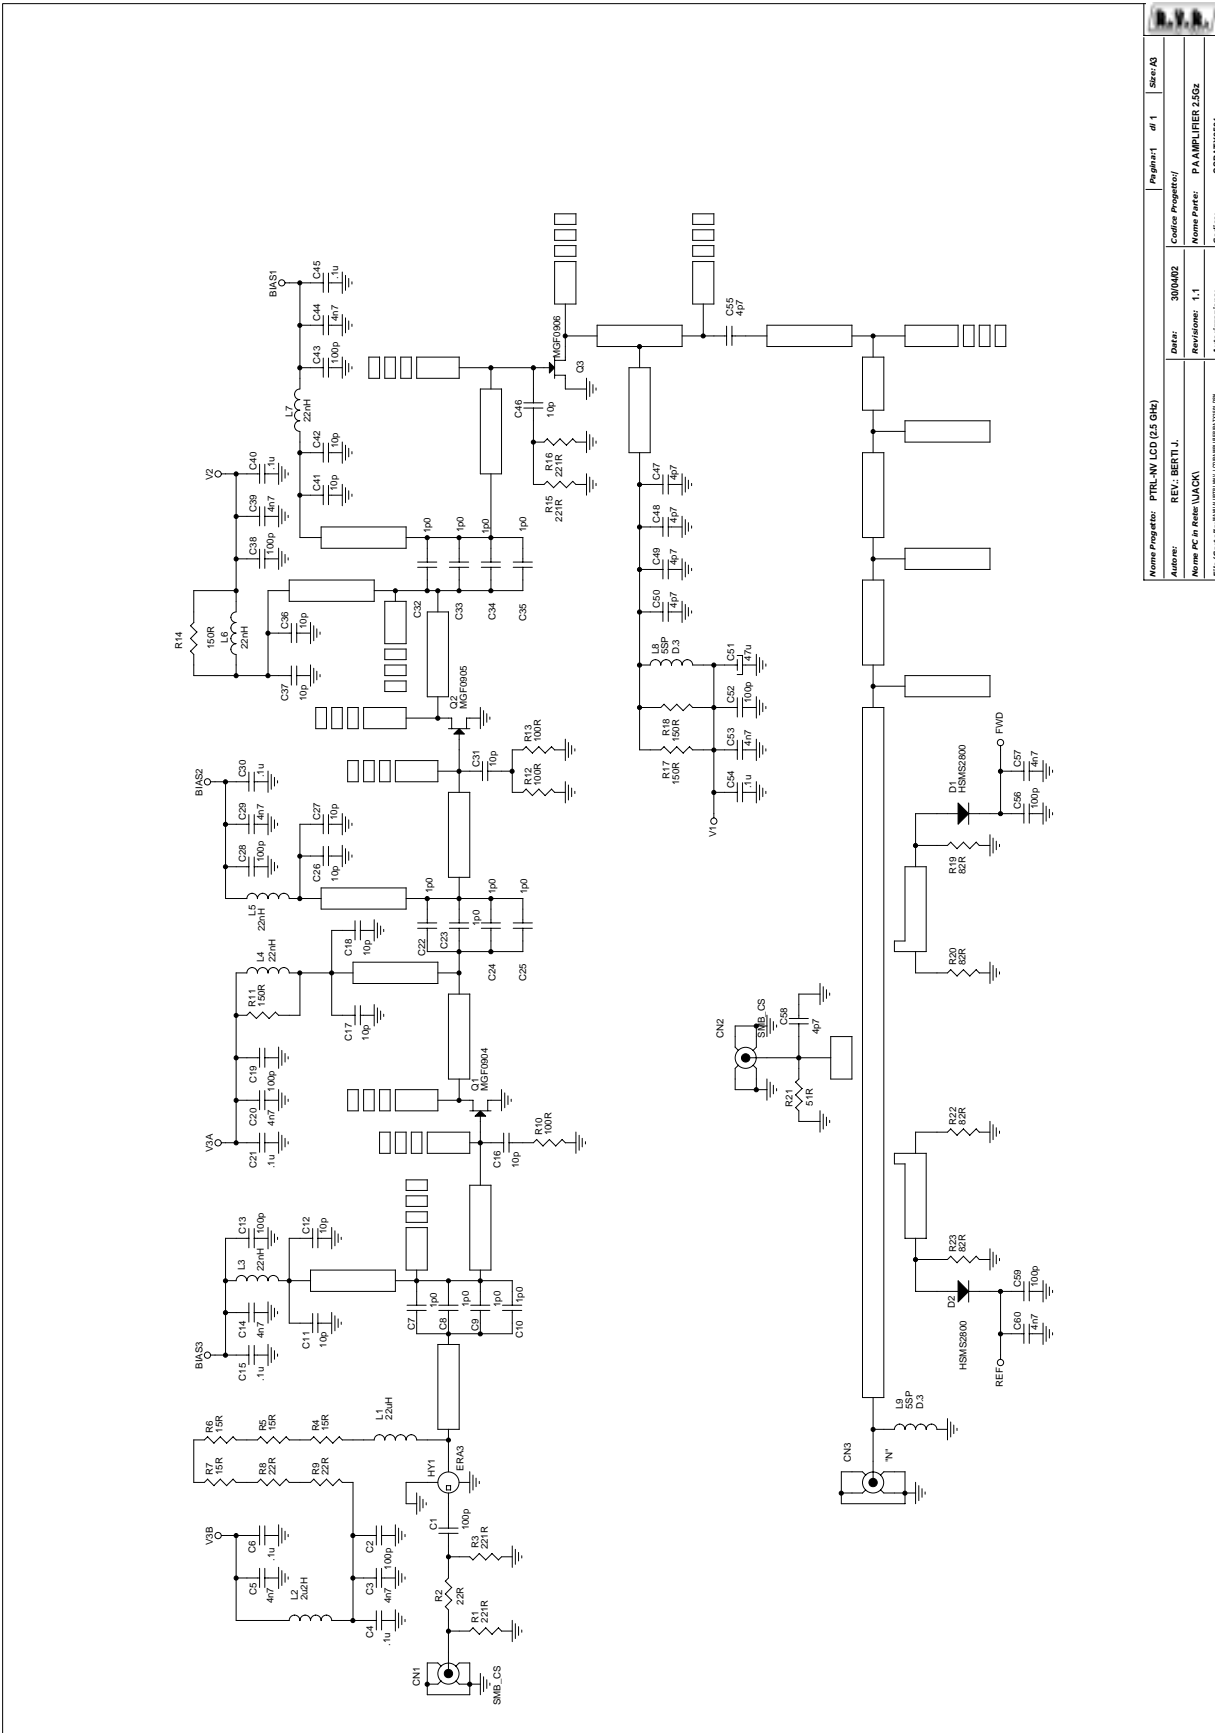 R.V.R.
Nome Progetto: PTRL-NV LCD (2.5 GHz)
Pagina: 1 di 1
Size: A3
Autore: REV.: BERTI J.
Data: 30/04/02
Codice Progetto: /
Nome PC in Rete: \\JACK\
Revisione: 1.1
Nome Parte: PA AMPLIFIER 2.5Gz
BIAS1
C45
.1u
C44
4n7
C43
100p
L7
22nH
C42
10p
C41
10p
V2
C40
.1u
C39
4n7
C38
100p
R14
150R
L6
22nH
C36
10p
C37
10p
C32
1p0
C33
1p0
C34
1p0
C35
1p0
MGF0906
Q3
C46
10p
R16
221R
R15
221R
C55
4p7
C47
4p7
C48
4p7
C49
4p7
C50
4p7
L8
5SP
D.3
C51
47u
C52
100p
C53
4n7
C54
.1u
R18
150R
R17
150R
V1
Q2
MGF0905
C31
10p
R13
100R
R12
100R
BIAS2
C30
.1u
C29
4n7
C28
100p
C27
10p
C26
10p
L5
22nH
C22
1p0
C23
1p0
C24
1p0
C25
1p0
L4
22nH
R11
150R
C18
10p
C17
10p
C19
100p
C20
4n7
C21
.1u
V3A
Q1
MGF0904
C16
10p
R10
100R
C13
100p
L3
22nH
C14
4n7
C15
.1u
BIAS3
C12
10p
C11
10p
C7
1p0
C8
1p0
C9
1p0
C10
1p0
R6
15R
R5
15R
R4
15R
L1
22uH
R7
15R
R8
22R
R9
22R
HY1
ERA3
V3B
C6
.1u
C5
4n7
L2
2u2H
C2
100p
C3
4n7
C4
.1u
C1
100p
R3
221R
R2
22R
R1
221R
CN1
SMB_CS
FWD
C57
4n7
C56
100p
D1
HSMS2800
R19
82R
R20
82R
CN2
SMB_CS
C58
4p7
R21
51R
R22
82R
R23
82R
D2
HSMS2800
C59
100p
C60
4n7
REF
L9
5SP
D.3
CN3
"N"